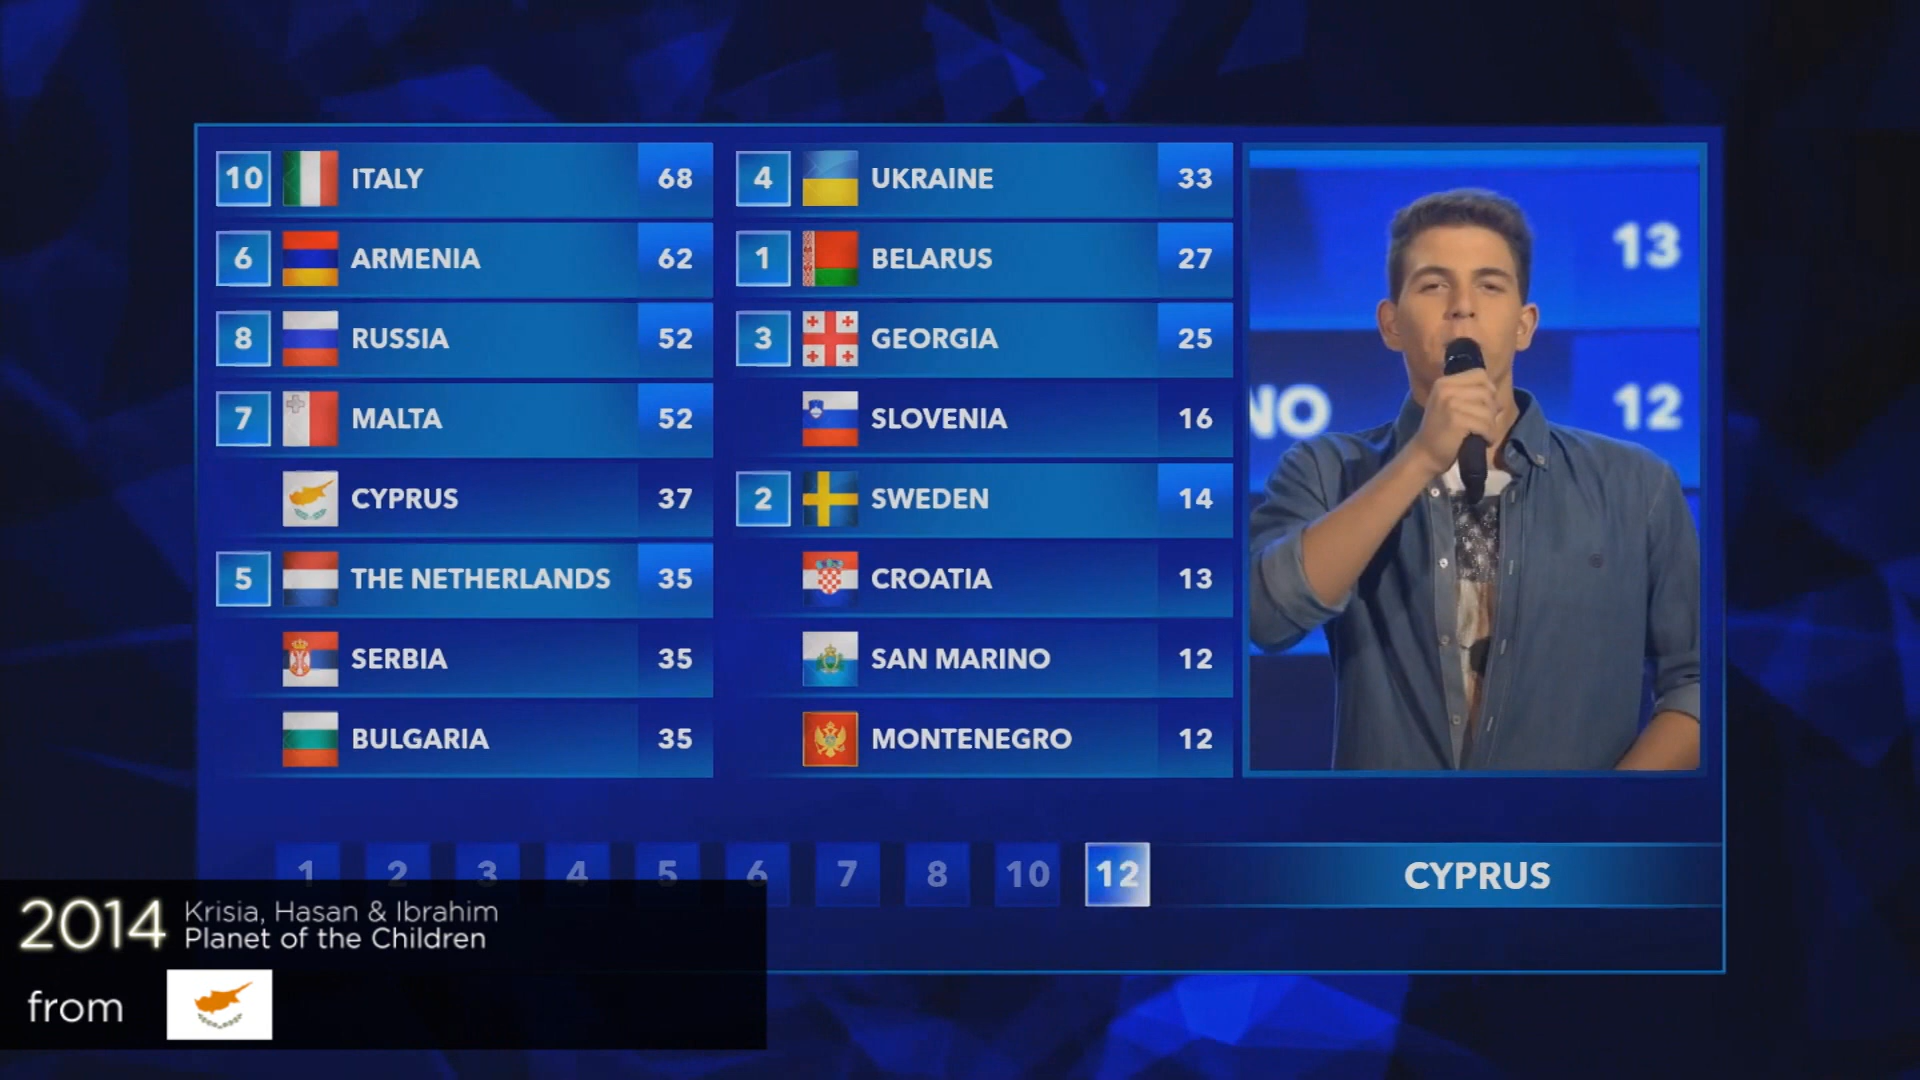 10 ITALY 68
6 ARMENIA 62
8 RUSSIA 52
7 MALTA 52
CYPRUS 37
5 THE NETHERLANDS 35
SERBIA 35
BULGARIA 35
4 UKRAINE 33
1 BELARUS 27
3 GEORGIA 25
SLOVENIA 16
2 SWEDEN 14
CROATIA 13
SAN MARINO 12
MONTENEGRO 12
13
NO 12
1 2 3 4 5 6 7 8 10 12 CYPRUS
2014
Krisia, Hasan & Ibrahim
Planet of the Children
from